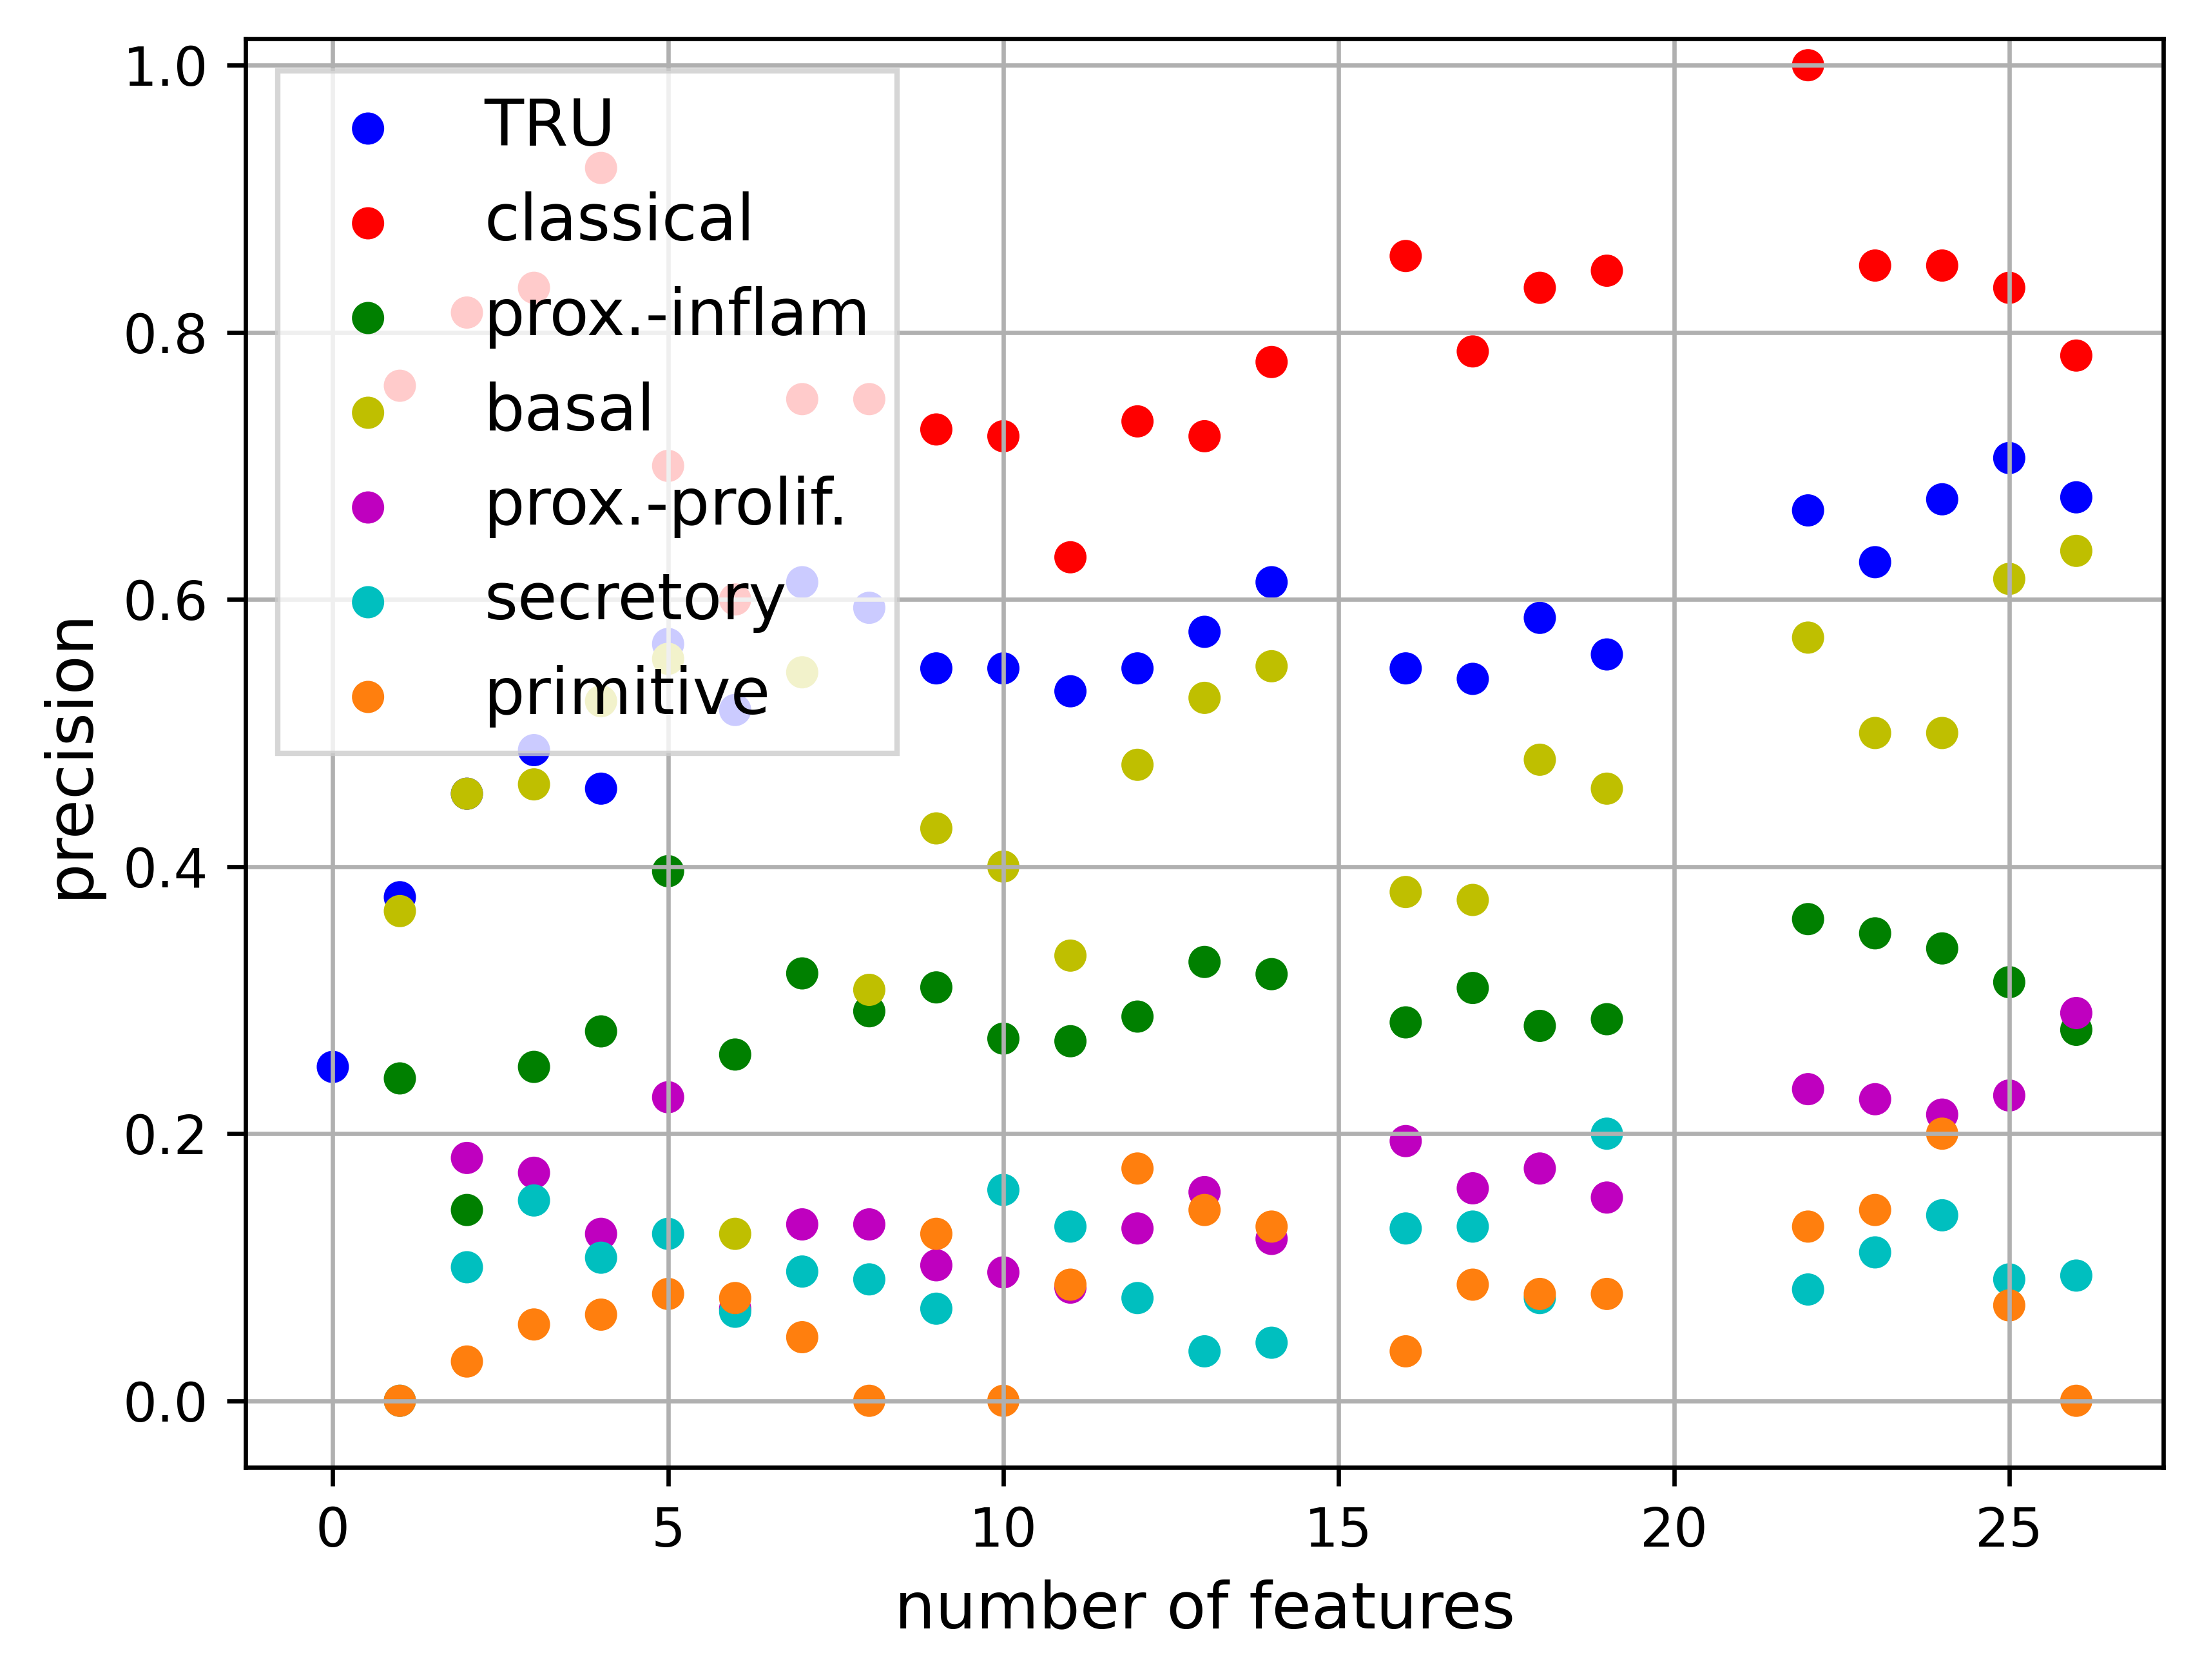 1.0
0.8
0.6
0.4
0.2
0.0
precision
TRU
classical
prox.-inflam
basal
prox.-prolif.
secretory
primitive
0 5 10 15 20 25
number of features